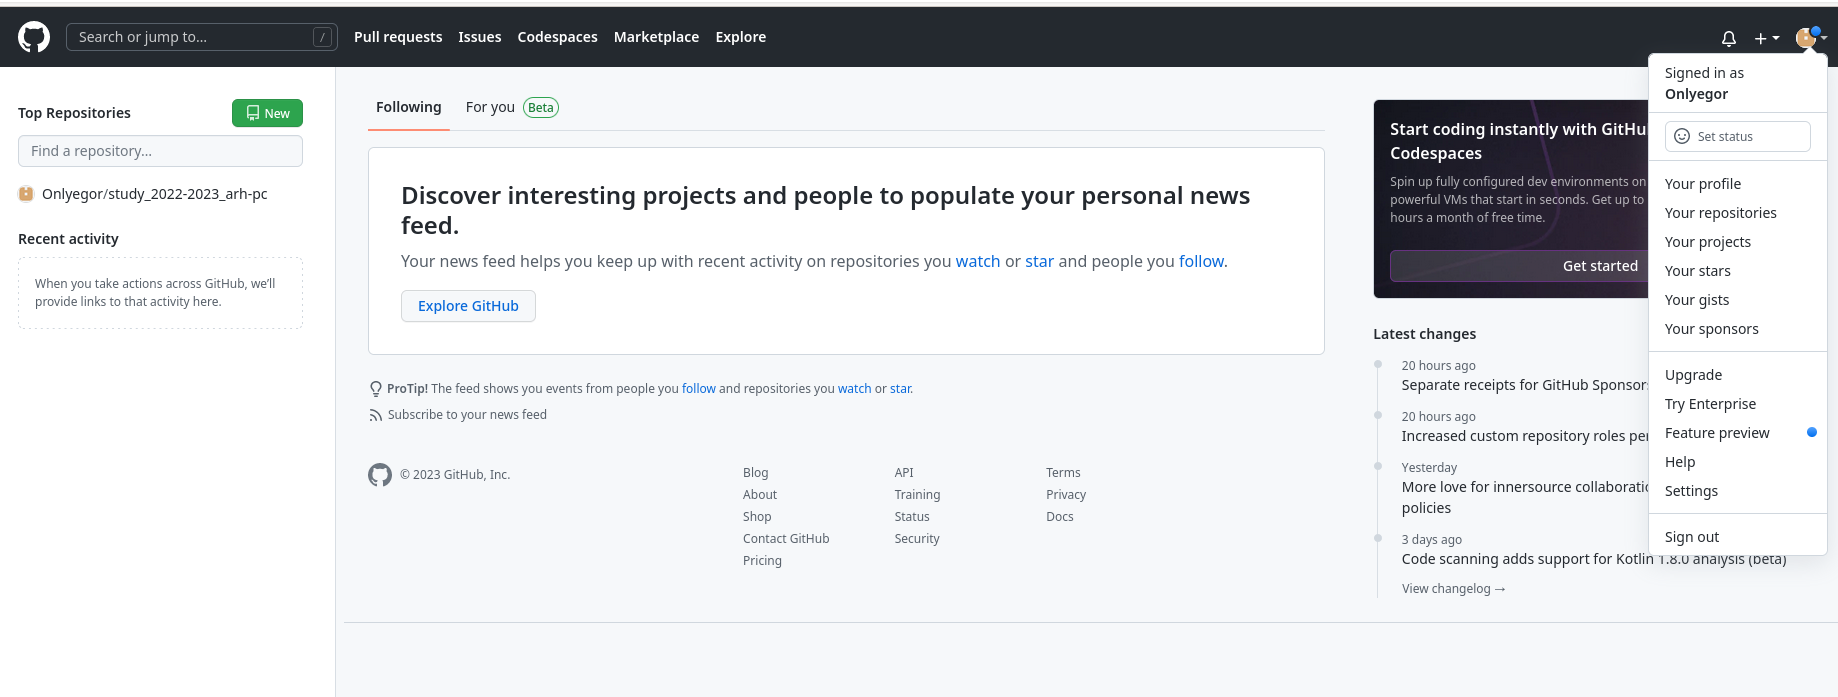 Search or jump to...
/
Pull requests
Issues
Codespaces
Marketplace
Explore
Top Repositories
New
Find a repository...
Onlyegor/study_2022-2023_arh-pc
Recent activity
When you take actions across GitHub, we'll
provide links to that activity here.
Following
For you
Beta
Discover interesting projects and people to populate your personal news
feed.
Your news feed helps you keep up with recent activity on repositories you watch or star and people you follow.
Explore GitHub
ProTip! The feed shows you events from people you follow and repositories you watch or star.
Subscribe to your news feed
© 2023 GitHub, Inc.
Blog
About
Shop
Contact GitHub
Pricing
API
Training
Status
Security
Terms
Privacy
Docs
Start coding instantly with GitHu
Codespaces
Spin up fully configured dev environments on
powerful VMs that start in seconds. Get up to
hours a month of free time.
Get started
Latest changes
20 hours ago
Separate receipts for GitHub Sponsors
20 hours ago
Increased custom repository roles per
Yesterday
More love for innersource collaboratio
policies
3 days ago
Code scanning adds support for Kotlin 1.8.0 analysis (beta)
View changelog →
Signed in as
Onlyegor
Set status
Your profile
Your repositories
Your projects
Your stars
Your gists
Your sponsors
Upgrade
Try Enterprise
Feature preview
Help
Settings
Sign out